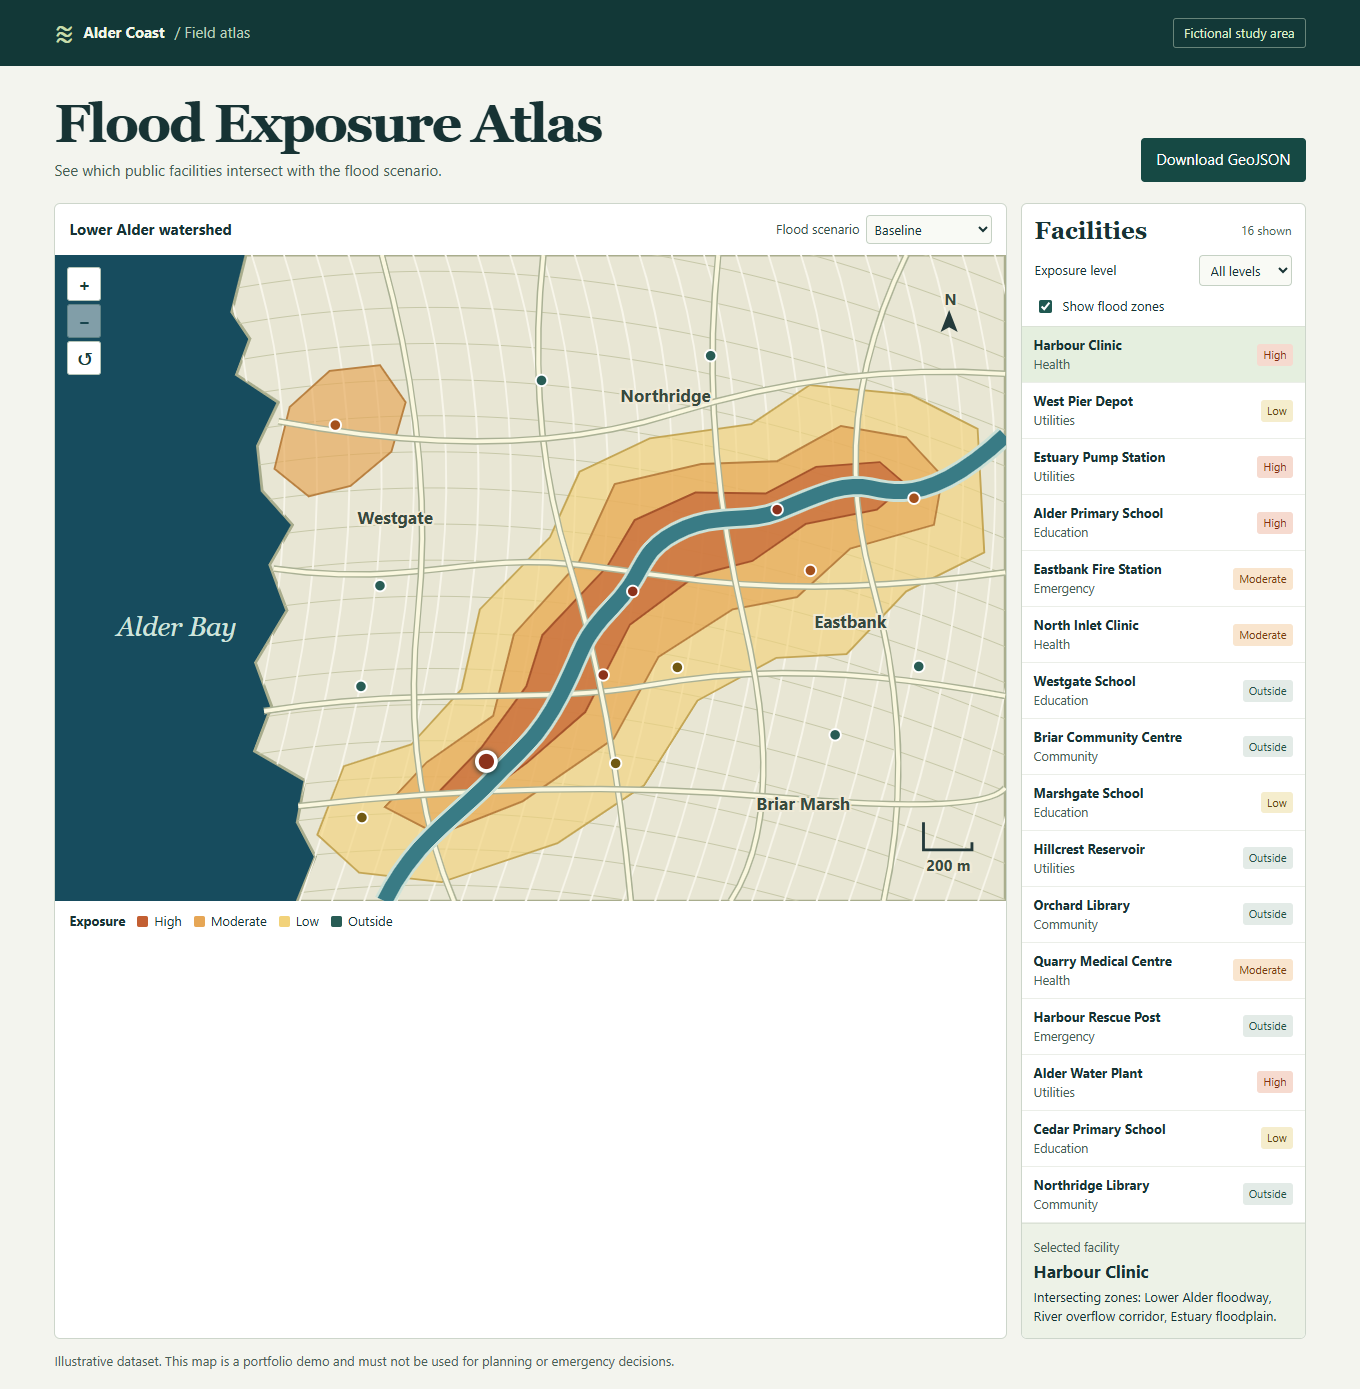 Alder Coast / Field atlas
Fictional study area
Flood Exposure Atlas
See which public facilities intersect with the flood scenario.
Download GeoJSON
Lower Alder watershed
Flood scenario
Baseline
+
−
↺
N
Northridge
Westgate
Alder Bay
Eastbank
Briar Marsh
200 m
Exposure
High
Moderate
Low
Outside
Facilities
16 shown
Exposure level
All levels
Show flood zones
Harbour Clinic
Health
High
West Pier Depot
Utilities
Low
Estuary Pump Station
Utilities
High
Alder Primary School
Education
High
Eastbank Fire Station
Emergency
Moderate
North Inlet Clinic
Health
Moderate
Westgate School
Education
Outside
Briar Community Centre
Community
Outside
Marshgate School
Education
Low
Hillcrest Reservoir
Utilities
Outside
Orchard Library
Community
Outside
Quarry Medical Centre
Health
Moderate
Harbour Rescue Post
Emergency
Outside
Alder Water Plant
Utilities
High
Cedar Primary School
Education
Low
Northridge Library
Community
Outside
Selected facility
Harbour Clinic
Intersecting zones: Lower Alder floodway,
River overflow corridor, Estuary floodplain.
Illustrative dataset. This map is a portfolio demo and must not be used for planning or emergency decisions.